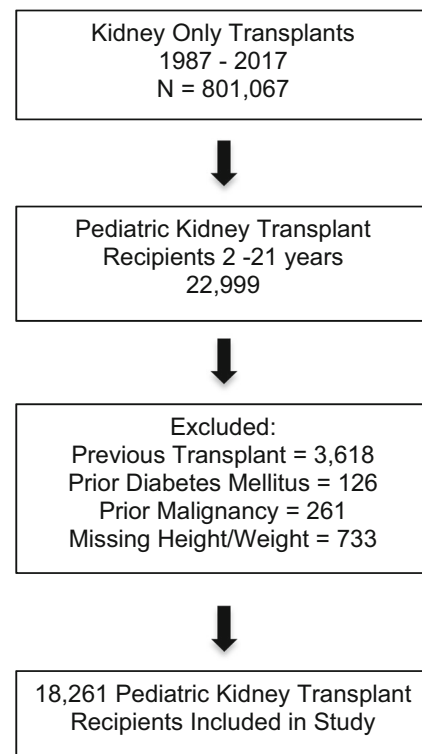 Kidney Only Transplants
1987 - 2017
N = 801,067
Pediatric Kidney Transplant
Recipients 2 -21 years
22,999
Excluded:
Previous Transplant = 3,618
Prior Diabetes Mellitus = 126
Prior Malignancy = 261
Missing Height/Weight = 733
18,261 Pediatric Kidney Transplant
Recipients Included in Study